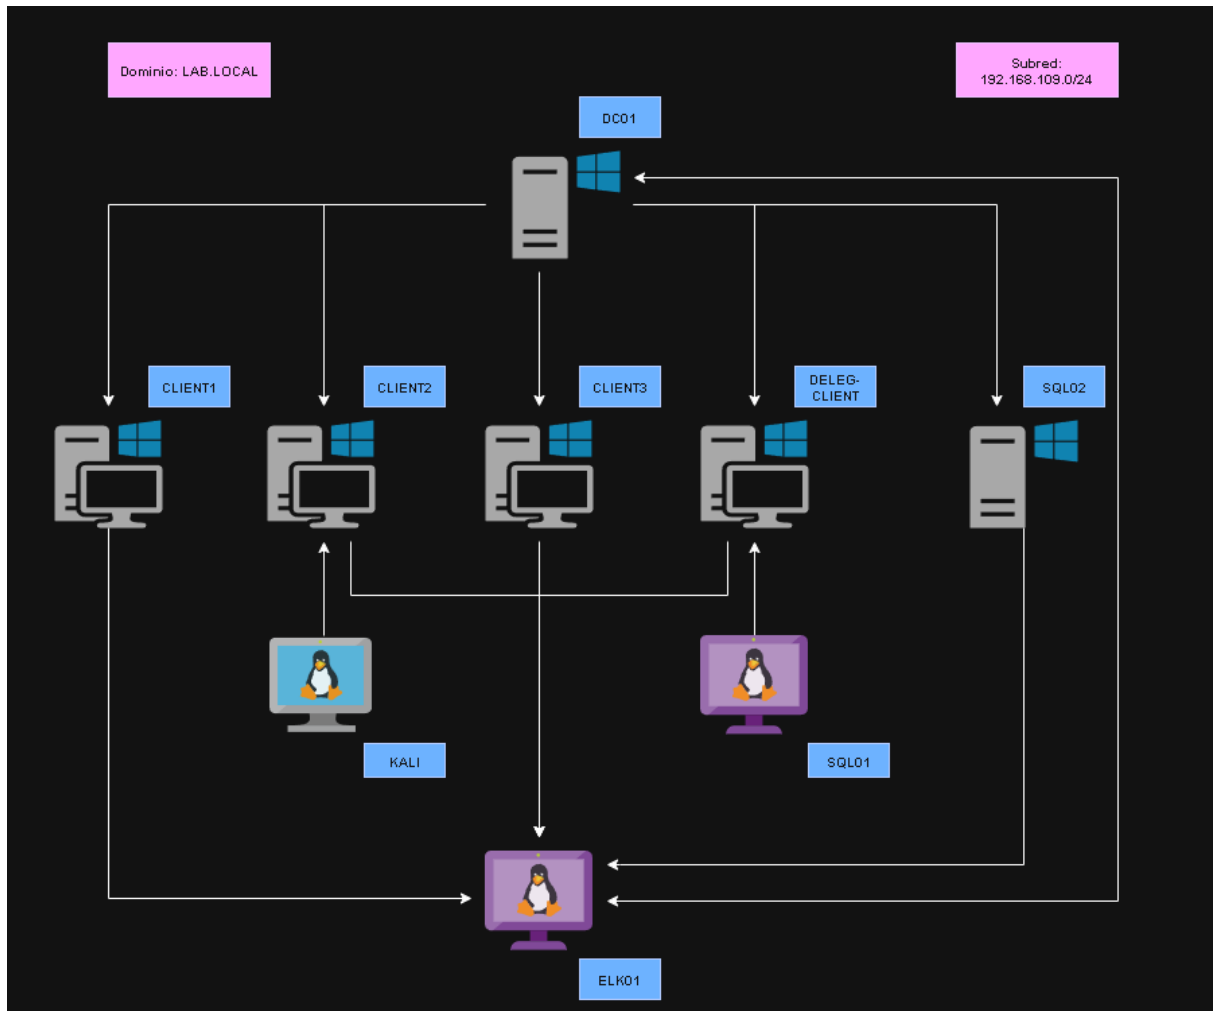 Dominio: LAB.LOCAL
Subred:
192.168.109.0/24
DC01
CLIENT1
CLIENT2
CLIENT3
DELEG-
CLIENT
SQL02
KALI
SQL01
ELK01